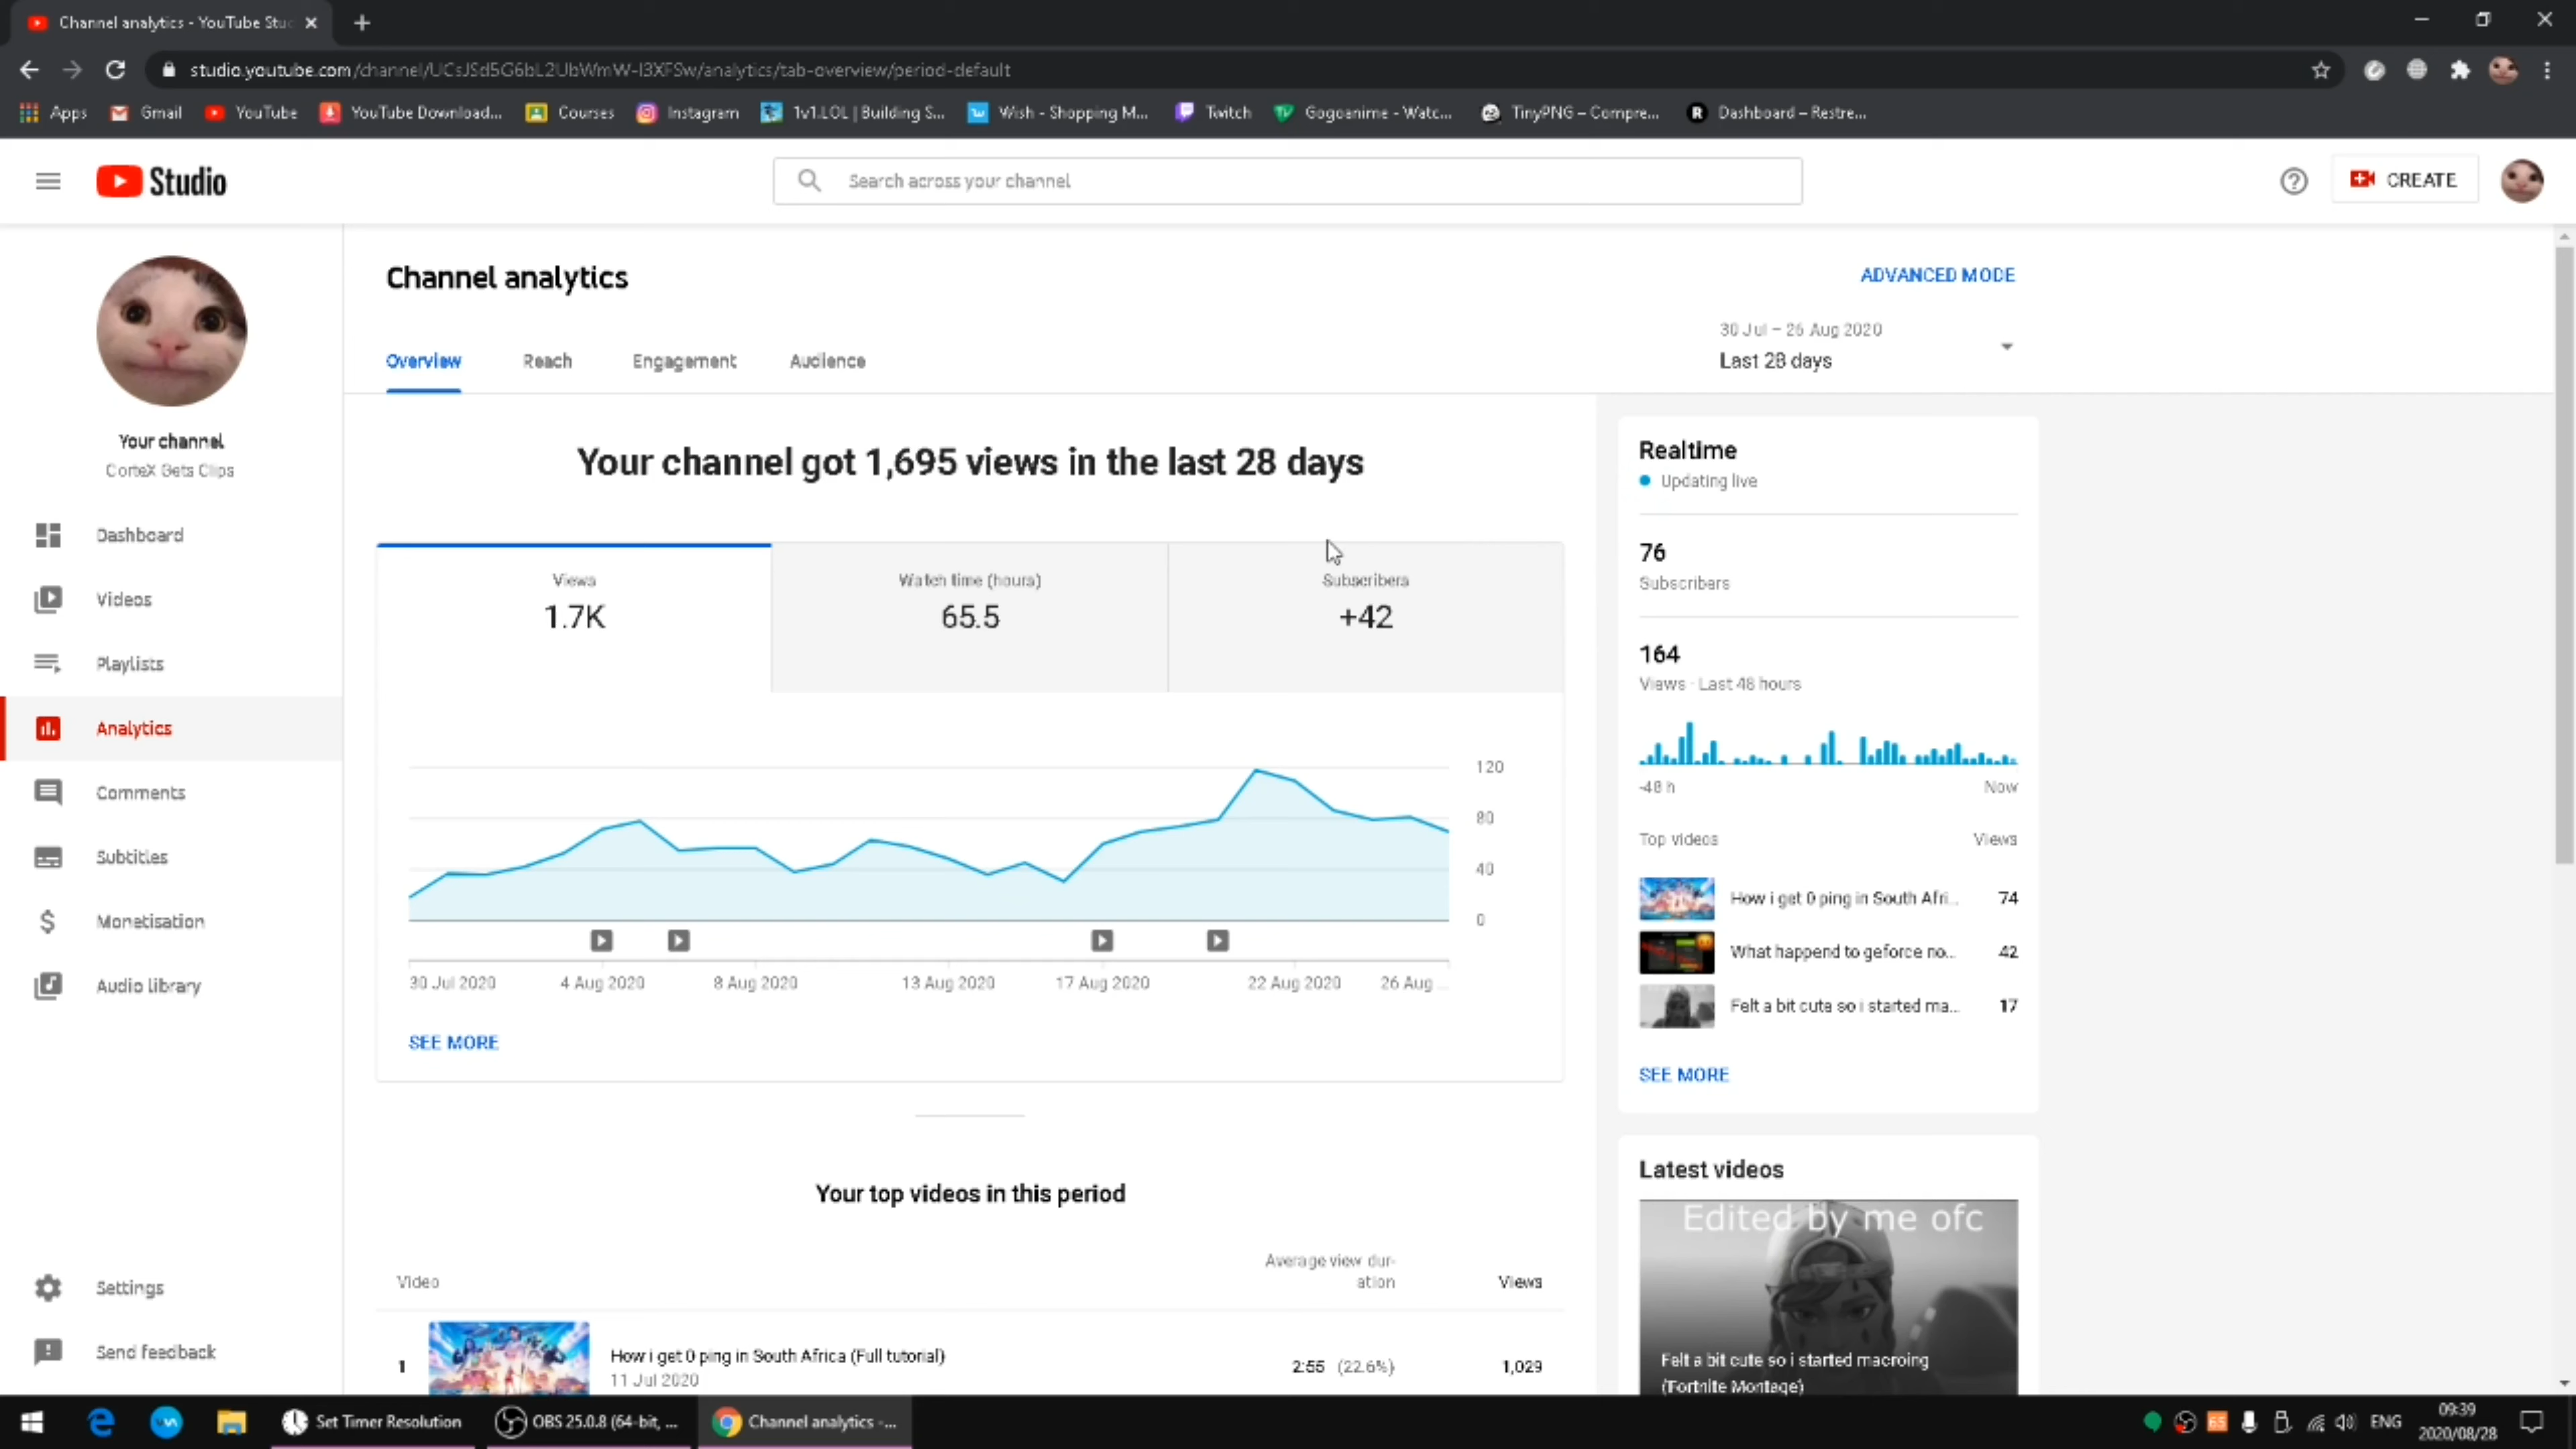 Channel analytics - YouTube Stu
studio.youtube.com/channel/UCsJSd5G6bL2UbWmW-I3XFSw/analytics/tab-overview/period-default
Apps Gmail YouTube YouTube Download... Courses Instagram 1v1.LOL | Building S... Wish - Shopping M... Twitch Gogoanime - Watc... TinyPNG – Compre... Dashboard – Restre...
Studio
Search across your channel
CREATE
Your channel
CorteX Gets Clips
Dashboard
Videos
Playlists
Analytics
Comments
Subtitles
Monetisation
Audio library
Settings
Send feedback
Channel analytics
ADVANCED MODE
Overview Reach Engagement Audience
30 Jul – 26 Aug 2020
Last 28 days
Your channel got 1,695 views in the last 28 days
Views
1.7K
Watch time (hours)
65.5
Subscribers
+42
120
80
40
0
30 Jul 2020 4 Aug 2020 8 Aug 2020 13 Aug 2020 17 Aug 2020 22 Aug 2020 26 Aug ...
SEE MORE
Your top videos in this period
Video
Average view dur-
ation
Views
1
How i get 0 ping in South Africa (Full tutorial)
11 Jul 2020
2:55 (22.6%) 1,029
Realtime
Updating live
76
Subscribers
164
Views · Last 48 hours
-48 h Now
Top videos Views
How i get 0 ping in South Afri... 74
What happend to geforce no... 42
Felt a bit cute so i started ma... 17
SEE MORE
Latest videos
Edited by me ofc
Felt a bit cute so i started macroing
(Fortnite Montage)
Set Timer Resolution
OBS 25.0.8 (64-bit, ...
Channel analytics -...
65
ENG
09:39
2020/08/28